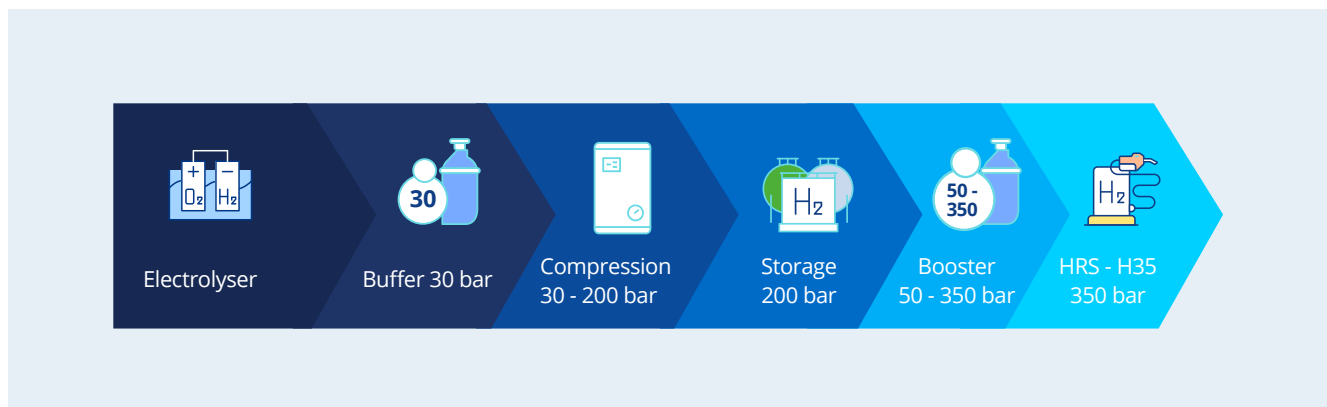 +
−
O2
H2
Electrolyser
30
Buffer 30 bar
Compression
30 - 200 bar
H2
Storage
200 bar
50 -
350
Booster
50 - 350 bar
H2
HRS - H35
350 bar